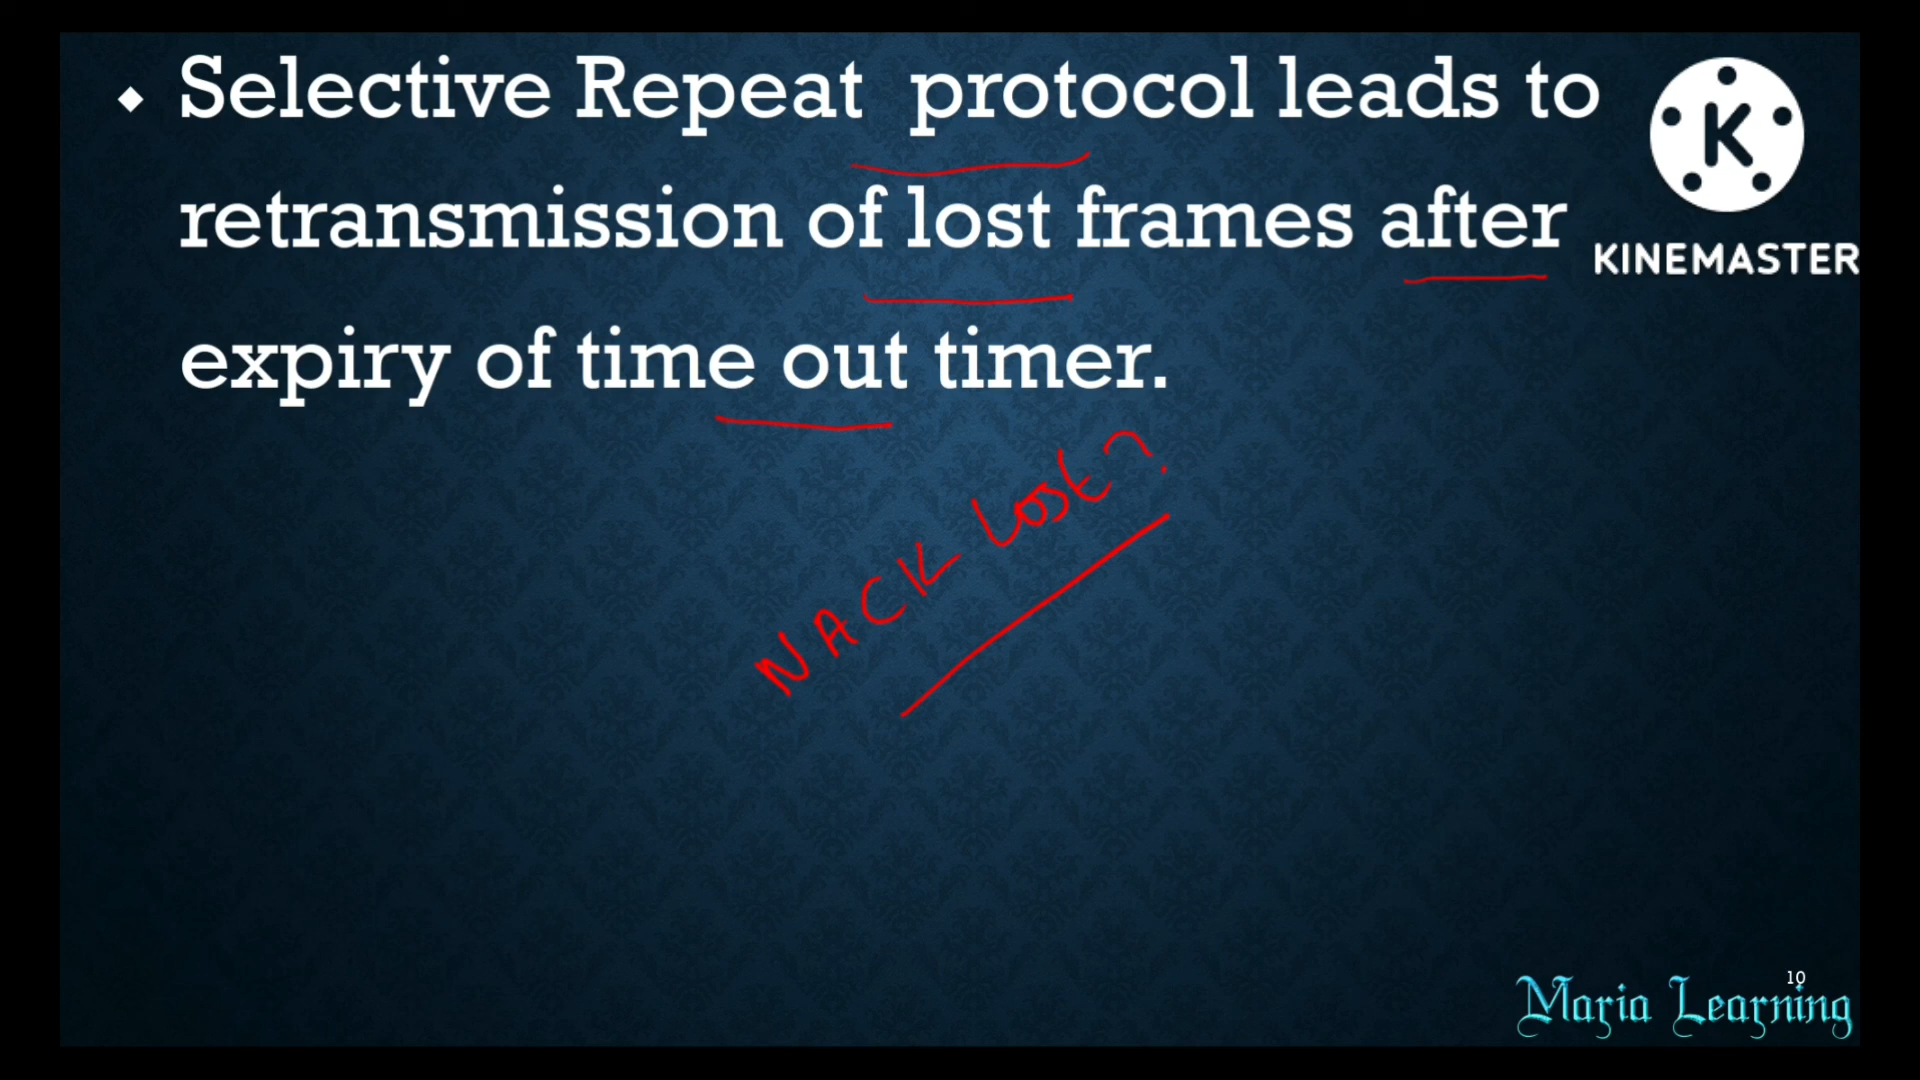 Selective Repeat protocol leads to
retransmission of lost frames after
expiry of time out timer.
K
KINEMASTER
NACK Lost?
10
Maria Learning